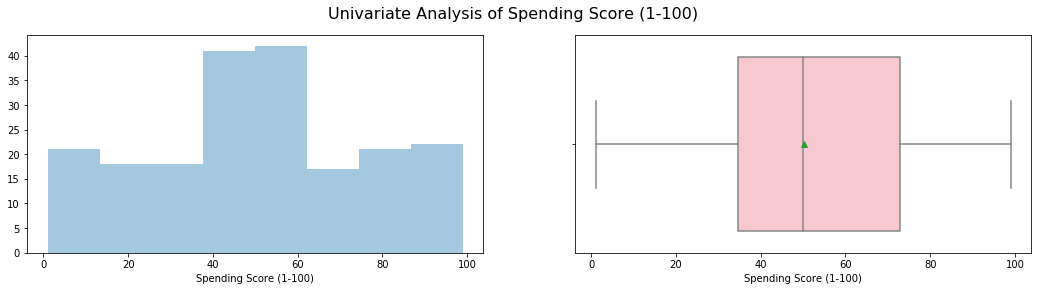 Univariate Analysis of Spending Score (1-100)
40
35
30
25
20
15
10
5
0
0 20 40 60 80 100
Spending Score (1-100)
0 20 40 60 80 100
Spending Score (1-100)